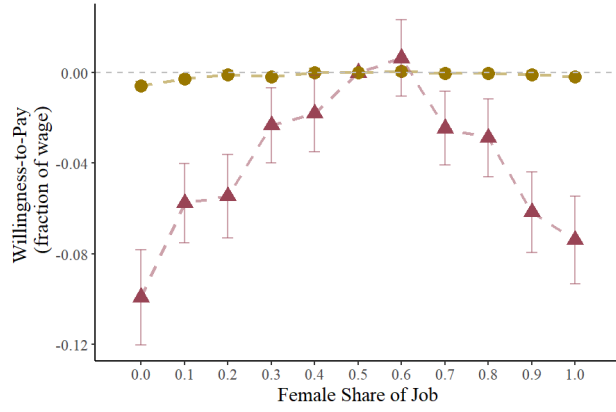 Willingness-to-Pay
(fraction of wage)
0.00
-0.04
-0.08
-0.12
0.0 0.1 0.2 0.3 0.4 0.5 0.6 0.7 0.8 0.9 1.0
Female Share of Job